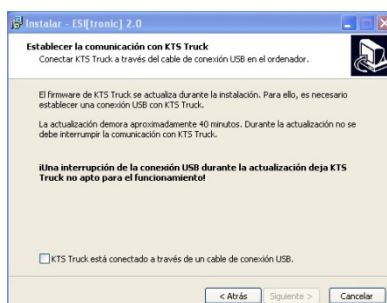 Instalar - ESI[tronic] 2.0
Establecer la comunicación con KTS Truck
Conectar KTS Truck a través del cable de conexión USB en el ordenador.
El firmware de KTS Truck se actualiza durante la instalación. Para ello, es necesario
establecer una conexión USB con KTS Truck.
La actualización demora aproximadamente 40 minutos. Durante la actualización no se
debe interrumpir la comunicación con KTS Truck.
¡Una interrupción de la conexión USB durante la actualización deja KTS
Truck no apto para el funcionamiento!
KTS Truck está conectado a través de un cable de conexión USB.
< Atrás Siguiente > Cancelar